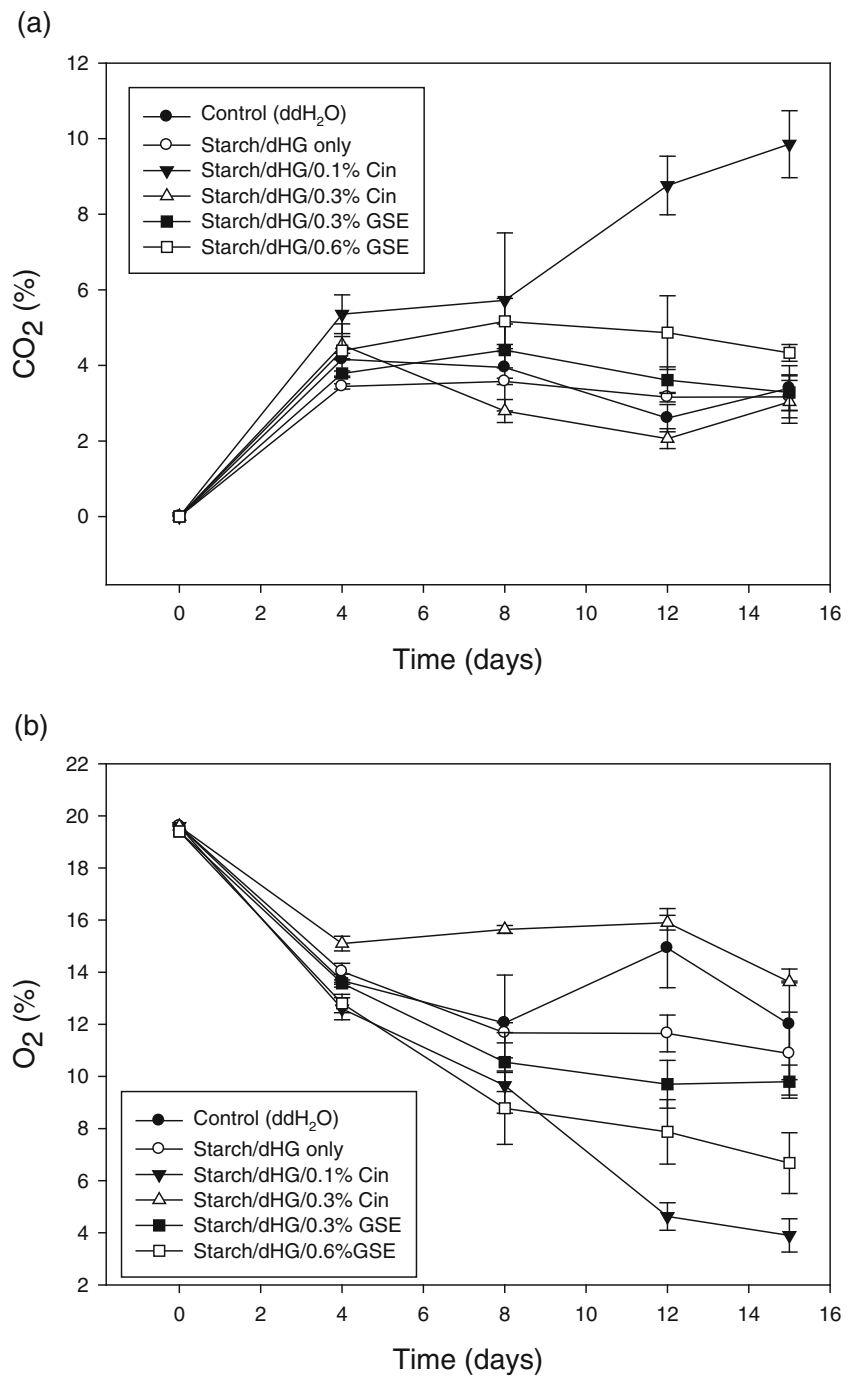 (a)
12
10
8
6
4
2
0
CO₂ (%)
Control (ddH₂O)
Starch/dHG only
Starch/dHG/0.1% Cin
Starch/dHG/0.3% Cin
Starch/dHG/0.3% GSE
Starch/dHG/0.6% GSE
0 2 4 6 8 10 12 14 16
Time (days)
(b)
22
20
18
16
14
12
10
8
6
4
2
O₂ (%)
Control (ddH₂O)
Starch/dHG only
Starch/dHG/0.1% Cin
Starch/dHG/0.3% Cin
Starch/dHG/0.3% GSE
Starch/dHG/0.6%GSE
0 2 4 6 8 10 12 14 16
Time (days)